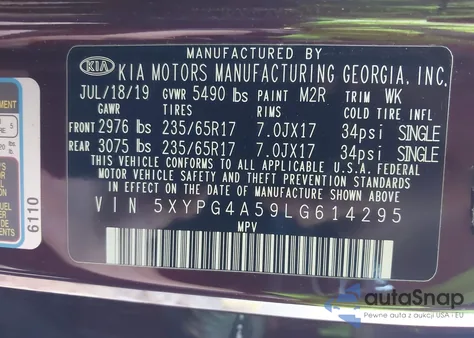 MANUFACTURED BY
KIA KIA MOTORS MANUFACTURING GEORGIA, INC.
JUL/18/19 GVWR 5490 lbs PAINT M2R TRIM WK
GAWR TIRES RIMS COLD TIRE INFL
FRONT 2976 lbs 235/65R17 7.0JX17 34psi SINGLE
REAR 3075 lbs 235/65R17 7.0JX17 34psi SINGLE
THIS VEHICLE CONFORMS TO ALL APPLICABLE U.S.A. FEDERAL
MOTOR VEHICLE SAFETY AND THEFT PREVENTION STANDARDS
IN EFFECT ON THE DATE OF MANUFACTURE SHOWN ABOVE.
VIN 5XYPG4A59LG614295
MPV
6110
autoSnap
Pewne auta z aukcji USA i EU